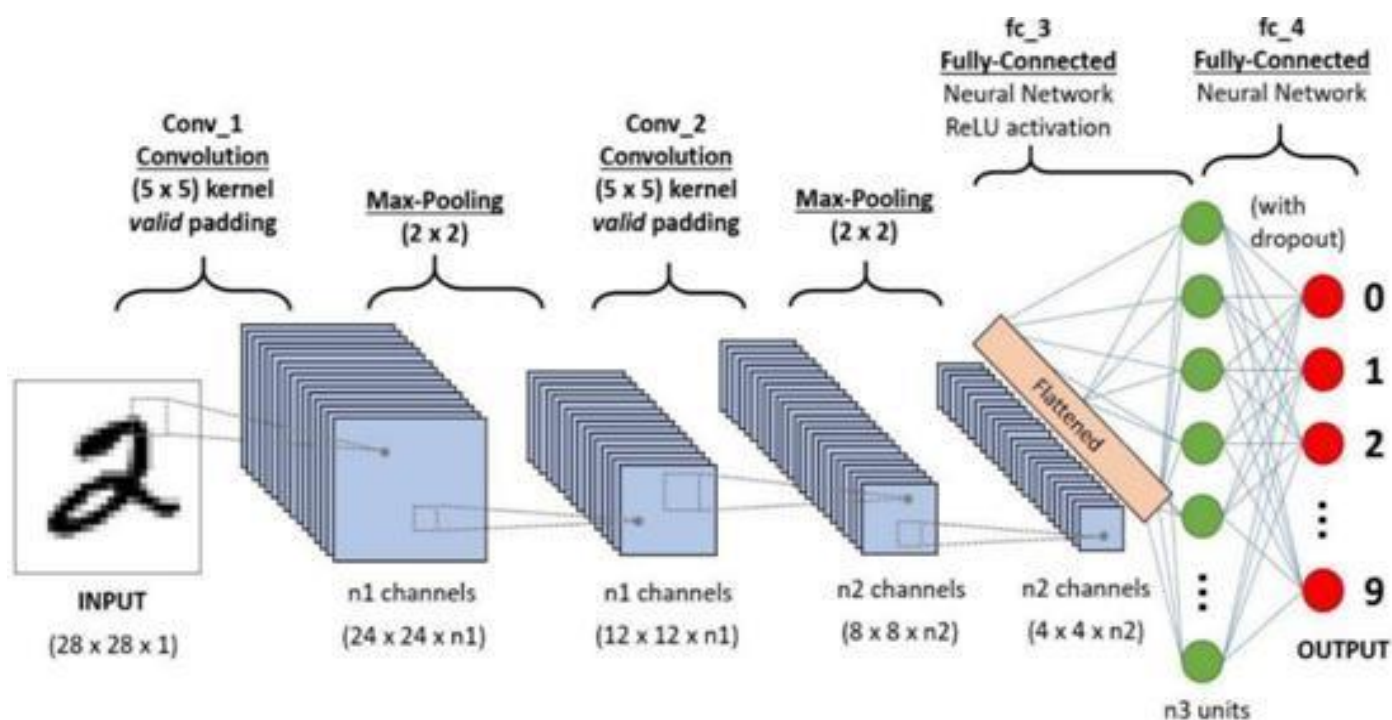 Conv_1
Convolution
(5 x 5) kernel
valid padding
Max-Pooling
(2 x 2)
Conv_2
Convolution
(5 x 5) kernel
valid padding
Max-Pooling
(2 x 2)
fc_3
Fully-Connected
Neural Network
ReLU activation
fc_4
Fully-Connected
Neural Network
(with
dropout)
Flattened
0
1
2
9
INPUT
(28 x 28 x 1)
n1 channels
(24 x 24 x n1)
n1 channels
(12 x 12 x n1)
n2 channels
(8 x 8 x n2)
n2 channels
(4 x 4 x n2)
OUTPUT
n3 units